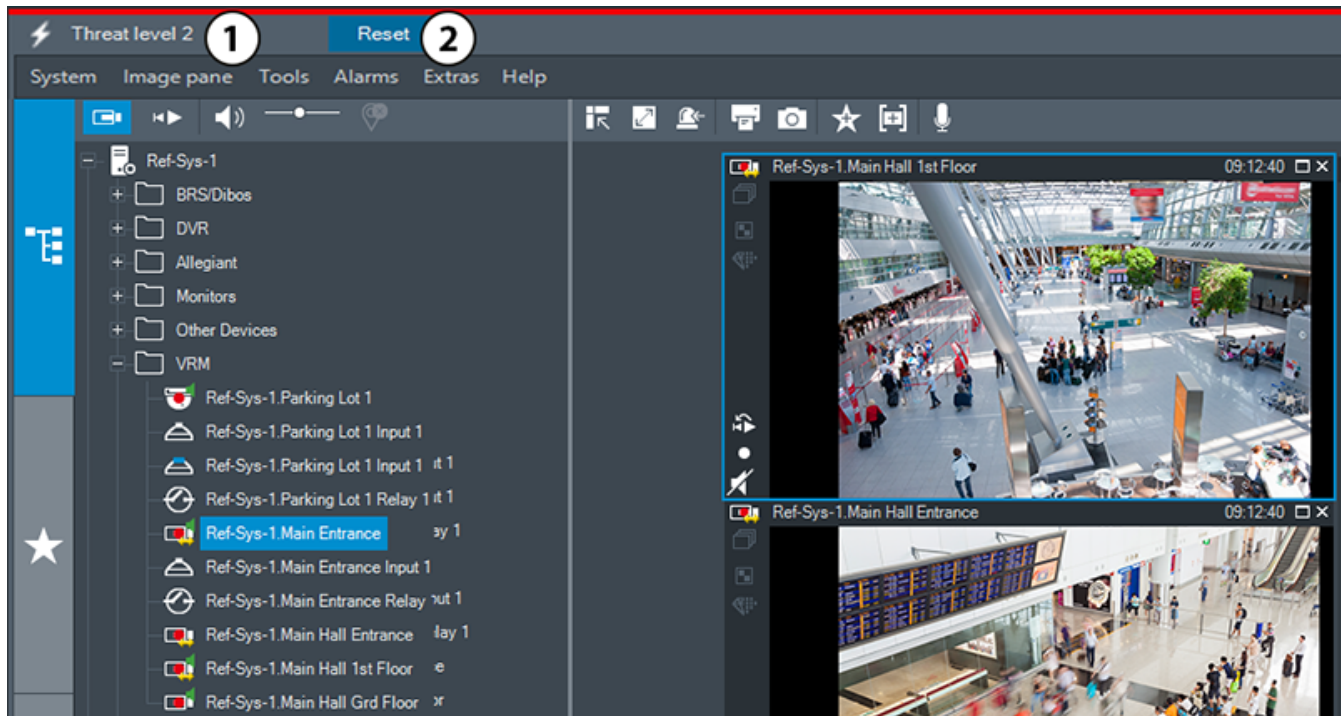 Threat level 2
1
Reset
2
System Image pane Tools Alarms Extras Help
Ref-Sys-1
BRS/Dibos
DVR
Allegiant
Monitors
Other Devices
VRM
Ref-Sys-1.Parking Lot 1
Ref-Sys-1.Parking Lot 1 Input 1
Ref-Sys-1.Parking Lot 1 Input 1
Ref-Sys-1.Parking Lot 1 Relay 1
Ref-Sys-1.Main Entrance
Ref-Sys-1.Main Entrance Input 1
Ref-Sys-1.Main Entrance Relay
Ref-Sys-1.Main Hall Entrance
Ref-Sys-1.Main Hall 1st Floor
Ref-Sys-1.Main Hall Grd Floor
Ref-Sys-1.Main Hall 1st Floor 09:12:40
Ref-Sys-1.Main Hall Entrance 09:12:40